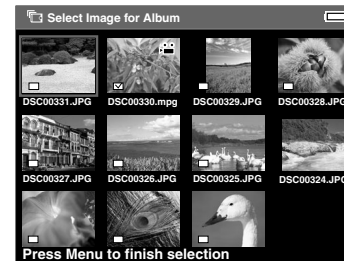 Select Image for Album
DSC00331.JPG DSC00330.mpg DSC00329.JPG DSC00328.JPG
DSC00327.JPG DSC00326.JPG DSC00325.JPG DSC00324.JPG
Press Menu to finish selection